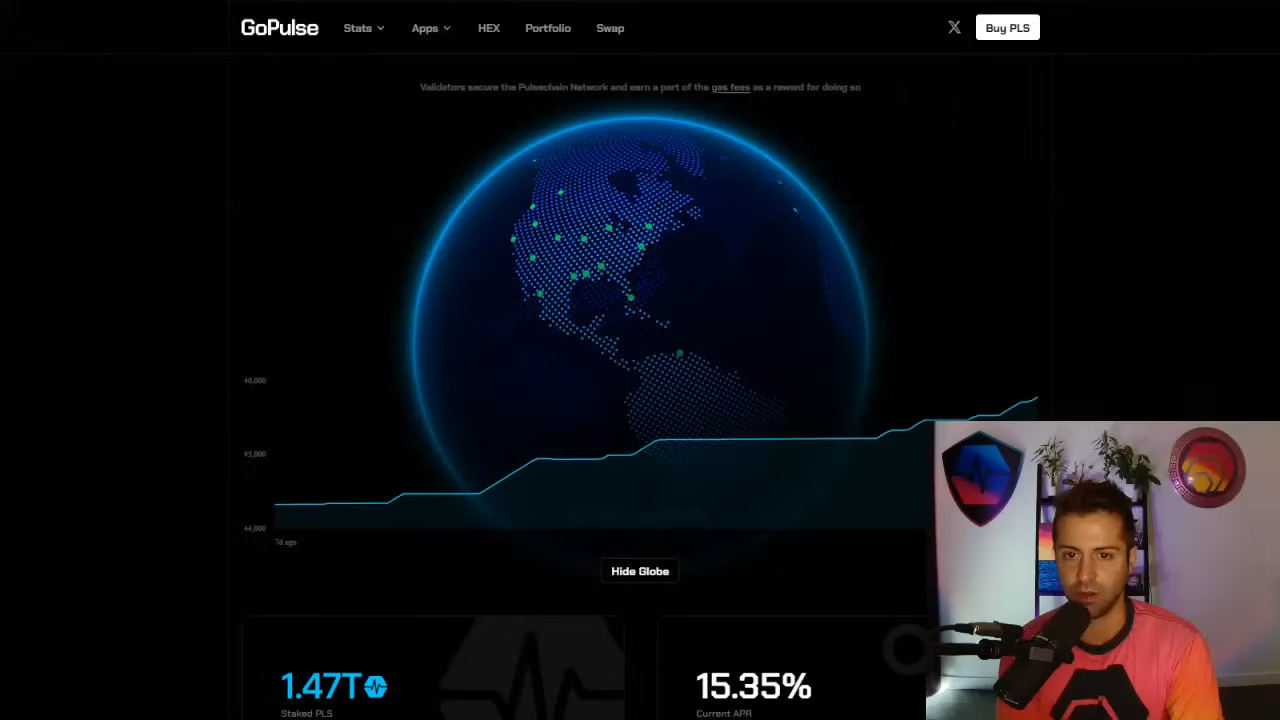 GoPulse
Stats
Apps
HEX
Portfolio
Swap
Buy PLS
Validators secure the Pulsechain Network and earn a part of the gas fees as a reward for doing so
46,000
45,000
44,000
7d ago
Hide Globe
1.47T
Staked PLS
15.35%
Current APR